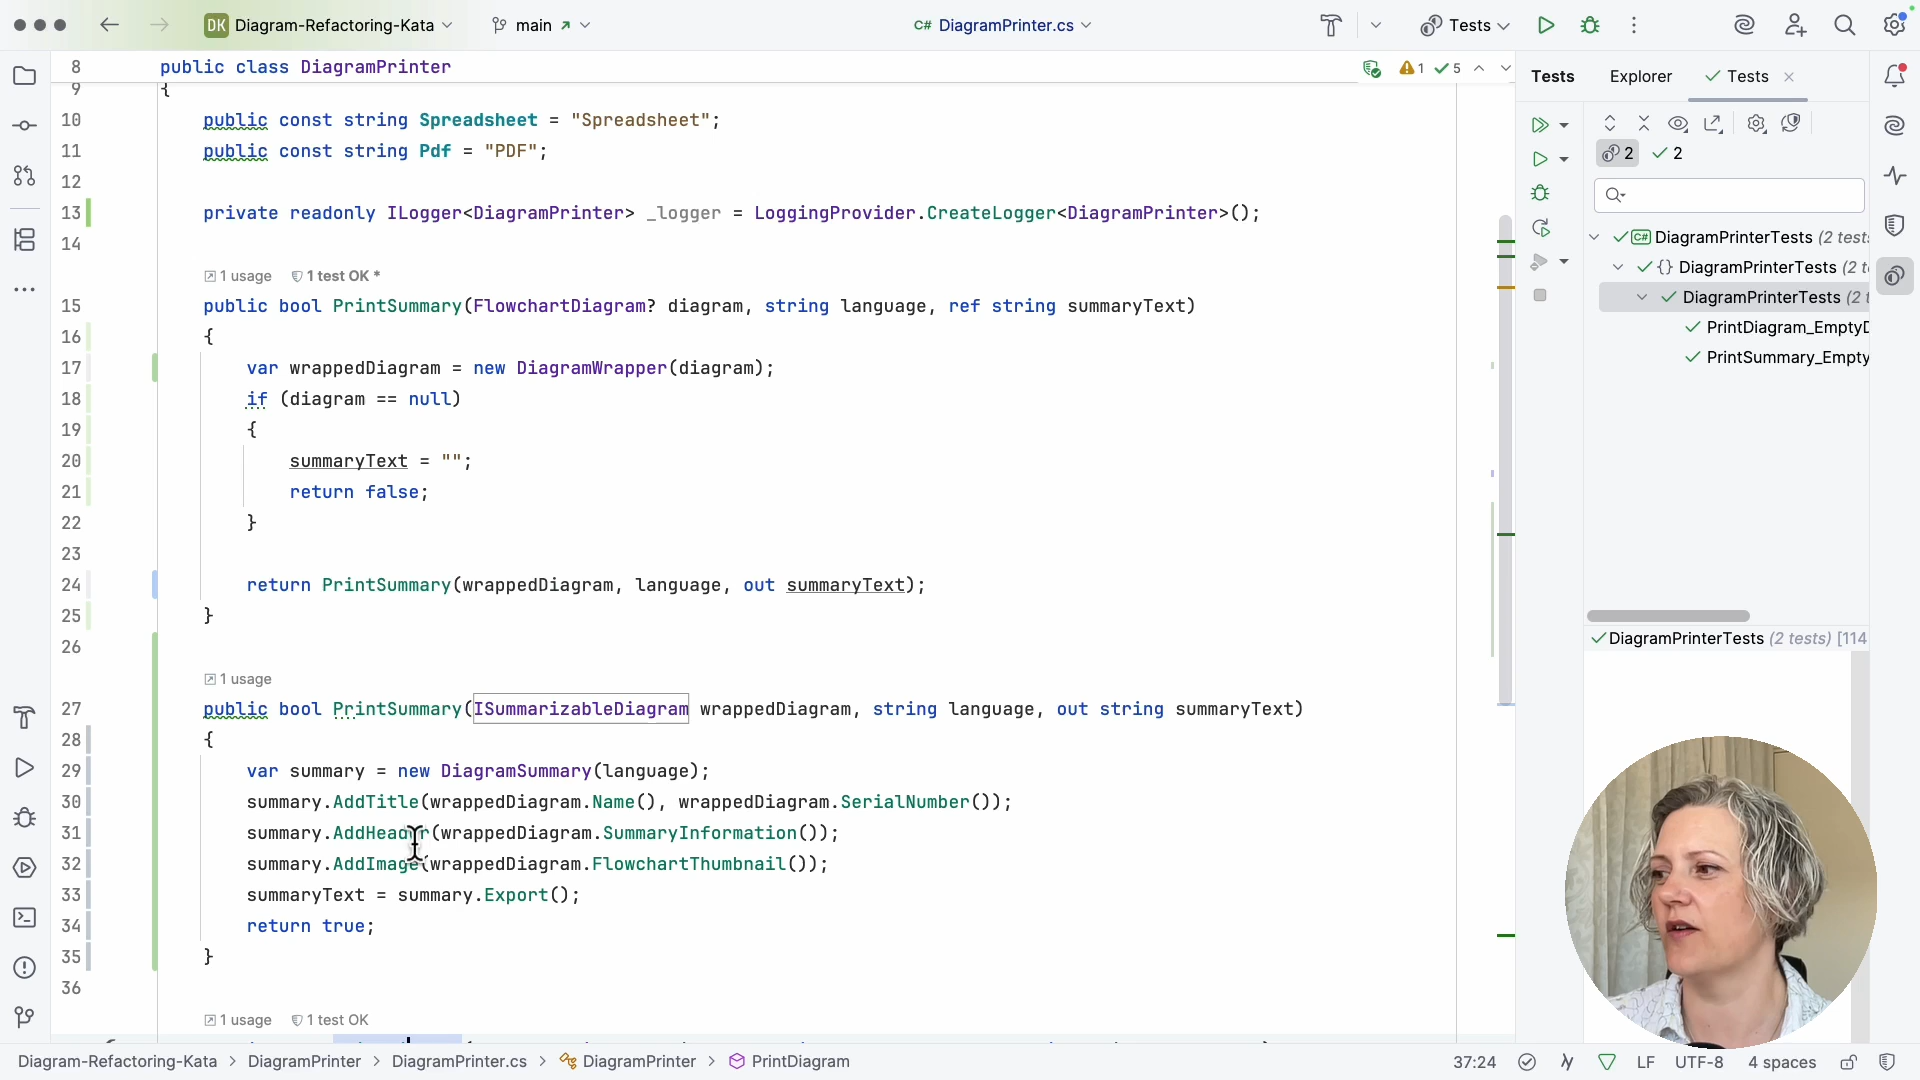 DK Diagram-Refactoring-Kata main C# DiagramPrinter.cs Tests
8 public class DiagramPrinter 1 5
9 {
10 public const string Spreadsheet = "Spreadsheet";
11 public const string Pdf = "PDF";
12
13 private readonly ILogger<DiagramPrinter> _logger = LoggingProvider.CreateLogger<DiagramPrinter>();
14
1 usage 1 test OK *
15 public bool PrintSummary(FlowchartDiagram? diagram, string language, ref string summaryText)
16 {
17 var wrappedDiagram = new DiagramWrapper(diagram);
18 if (diagram == null)
19 {
20 summaryText = "";
21 return false;
22 }
23
24 return PrintSummary(wrappedDiagram, language, out summaryText);
25 }
26
1 usage
27 public bool PrintSummary(ISummarizableDiagram wrappedDiagram, string language, out string summaryText)
28 {
29 var summary = new DiagramSummary(language);
30 summary.AddTitle(wrappedDiagram.Name(), wrappedDiagram.SerialNumber());
31 summary.AddHeader(wrappedDiagram.SummaryInformation());
32 summary.AddImage(wrappedDiagram.FlowchartThumbnail());
33 summaryText = summary.Export();
34 return true;
35 }
36
1 usage 1 test OK
Tests Explorer Tests
2 2
C# DiagramPrinterTests (2 tests
{} DiagramPrinterTests (2 t
DiagramPrinterTests (2 t
PrintDiagram_EmptyD
PrintSummary_Empty
DiagramPrinterTests (2 tests) [114
Diagram-Refactoring-Kata > DiagramPrinter > DiagramPrinter.cs > DiagramPrinter > PrintDiagram 37:24 LF UTF-8 4 spaces